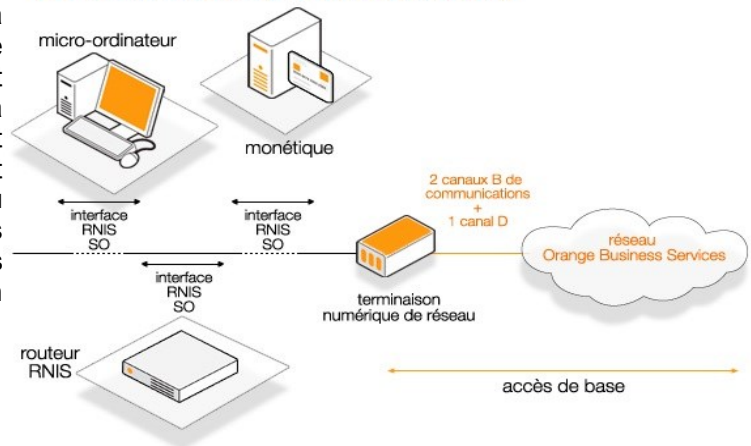 micro-ordinateur
monétique
interface
RNIS
SO
interface
RNIS
SO
interface
RNIS
SO
2 canaux B de
communications
+
1 canal D
réseau
Orange Business Services
terminaison
numérique de réseau
routeur
RNIS
accès de base